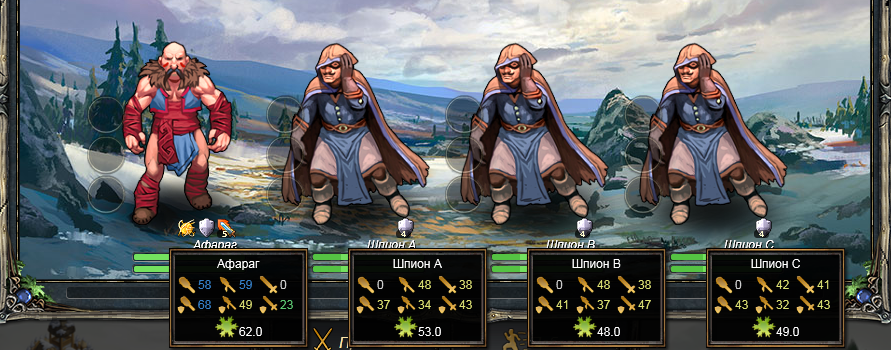 5 4 4 4
Афараг Шпион А Шпион В Шпион С
Афараг
58 59 0
68 49 23
62.0
Шпион А
0 48 38
37 34 43
53.0
Шпион В
0 48 38
41 37 47
48.0
Шпион С
0 42 41
43 32 43
49.0